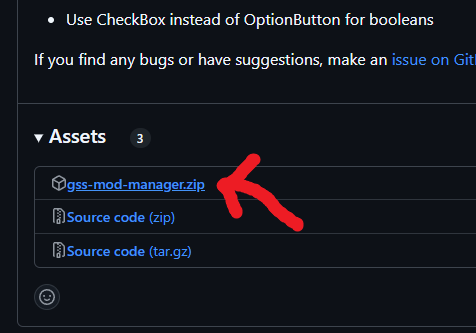 Use CheckBox instead of OptionButton for booleans
If you find any bugs or have suggestions, make an issue on Git
Assets 3
gss-mod-manager.zip
Source code (zip)
Source code (tar.gz)